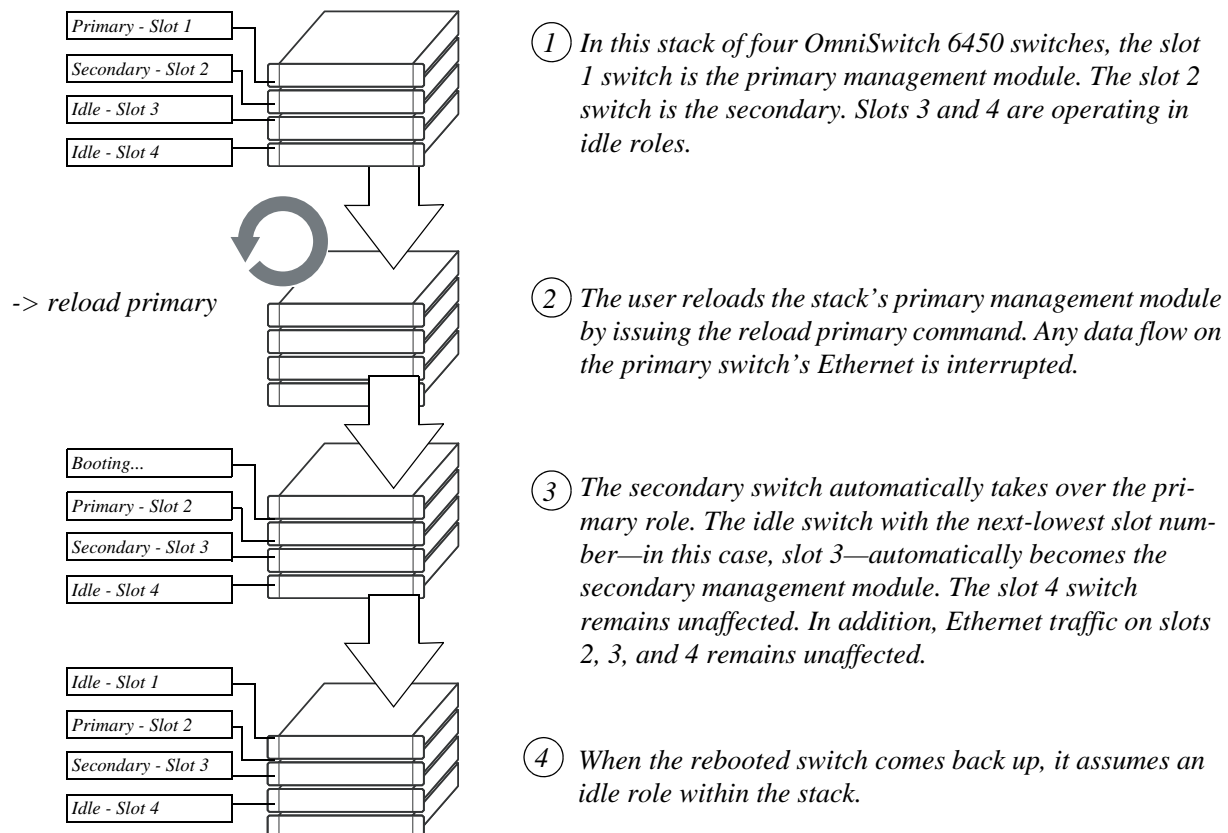 Primary - Slot 1
Secondary - Slot 2
Idle - Slot 3
Idle - Slot 4
1 In this stack of four OmniSwitch 6450 switches, the slot
1 switch is the primary management module. The slot 2
switch is the secondary. Slots 3 and 4 are operating in
idle roles.
-> reload primary
2 The user reloads the stack’s primary management module
by issuing the reload primary command. Any data flow on
the primary switch’s Ethernet is interrupted.
Booting...
Primary - Slot 2
Secondary - Slot 3
Idle - Slot 4
3 The secondary switch automatically takes over the pri-
mary role. The idle switch with the next-lowest slot num-
ber—in this case, slot 3—automatically becomes the
secondary management module. The slot 4 switch
remains unaffected. In addition, Ethernet traffic on slots
2, 3, and 4 remains unaffected.
Idle - Slot 1
Primary - Slot 2
Secondary - Slot 3
Idle - Slot 4
4 When the rebooted switch comes back up, it assumes an
idle role within the stack.